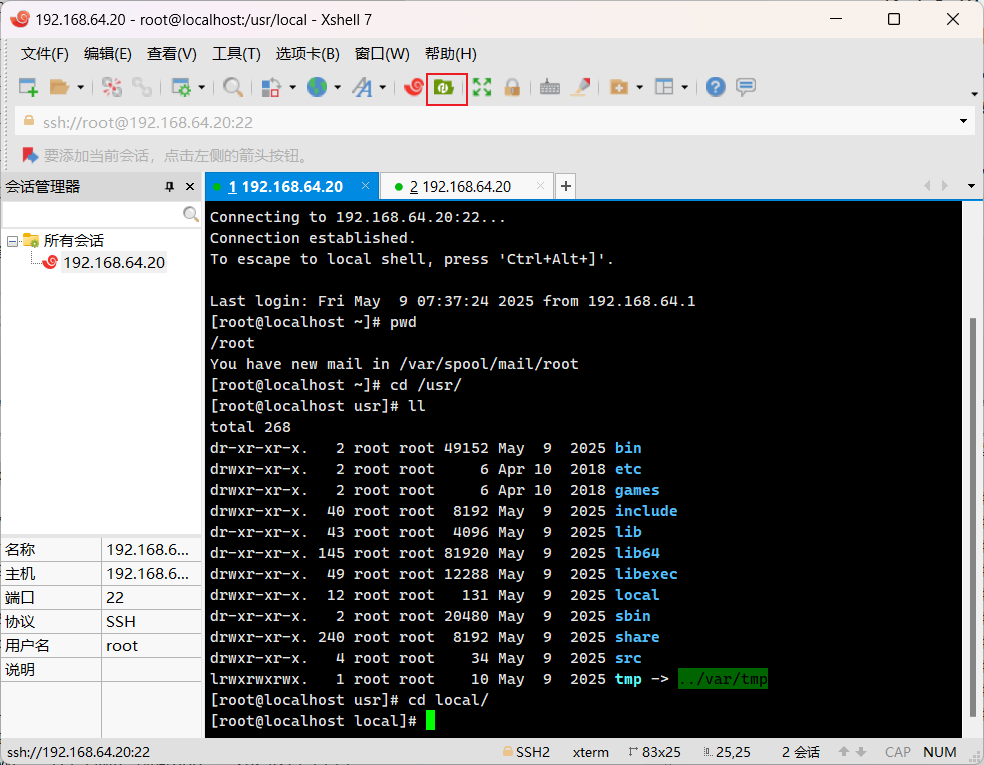 192.168.64.20 - root@localhost:/usr/local - Xshell 7
文件(F) 编辑(E) 查看(V) 工具(T) 选项卡(B) 窗口(W) 帮助(H)
ssh://root@192.168.64.20:22
要添加当前会话，点击左侧的箭头按钮。
会话管理器
1 192.168.64.20
2 192.168.64.20
所有会话
192.168.64.20
名称 192.168.6...
主机 192.168.6...
端口 22
协议 SSH
用户名 root
说明
Connecting to 192.168.64.20:22...
Connection established.
To escape to local shell, press 'Ctrl+Alt+]'.
Last login: Fri May  9 07:37:24 2025 from 192.168.64.1
[root@localhost ~]# pwd
/root
You have new mail in /var/spool/mail/root
[root@localhost ~]# cd /usr/
[root@localhost usr]# ll
total 268
dr-xr-xr-x.   2 root root 49152 May  9  2025 bin
drwxr-xr-x.   2 root root     6 Apr 10  2018 etc
drwxr-xr-x.   2 root root     6 Apr 10  2018 games
drwxr-xr-x.  40 root root  8192 May  9  2025 include
dr-xr-xr-x.  43 root root  4096 May  9  2025 lib
dr-xr-xr-x. 145 root root 81920 May  9  2025 lib64
drwxr-xr-x.  49 root root 12288 May  9  2025 libexec
drwxr-xr-x.  12 root root   131 May  9  2025 local
dr-xr-xr-x.   2 root root 20480 May  9  2025 sbin
drwxr-xr-x. 240 root root  8192 May  9  2025 share
drwxr-xr-x.   4 root root    34 May  9  2025 src
lrwxrwxrwx.   1 root root    10 May  9  2025 tmp -> ../var/tmp
[root@localhost usr]# cd local/
[root@localhost local]#
ssh://192.168.64.20:22 SSH2 xterm 83x25 25,25 2 会话 CAP NUM